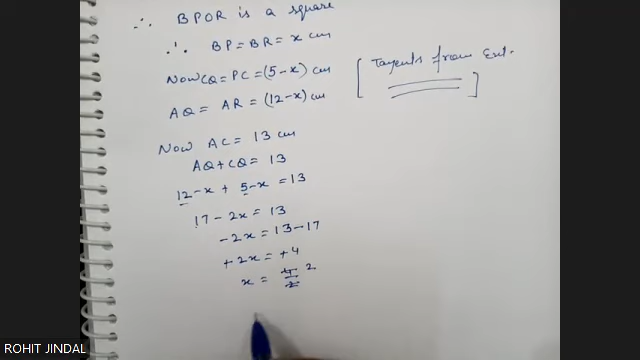 ∴ BPOR is a square
∴ BP = BR = x cm
Now CQ = PC = (5-x) cm [ Tangents from Ext. ]
AQ = AR = (12-x) cm
Now AC = 13 cm
AQ + CQ = 13
12 - x + 5 - x = 13
17 - 2x = 13
- 2x = 13 - 17
+ 2x = + 4
x = 4/2 2
ROHIT JINDAL